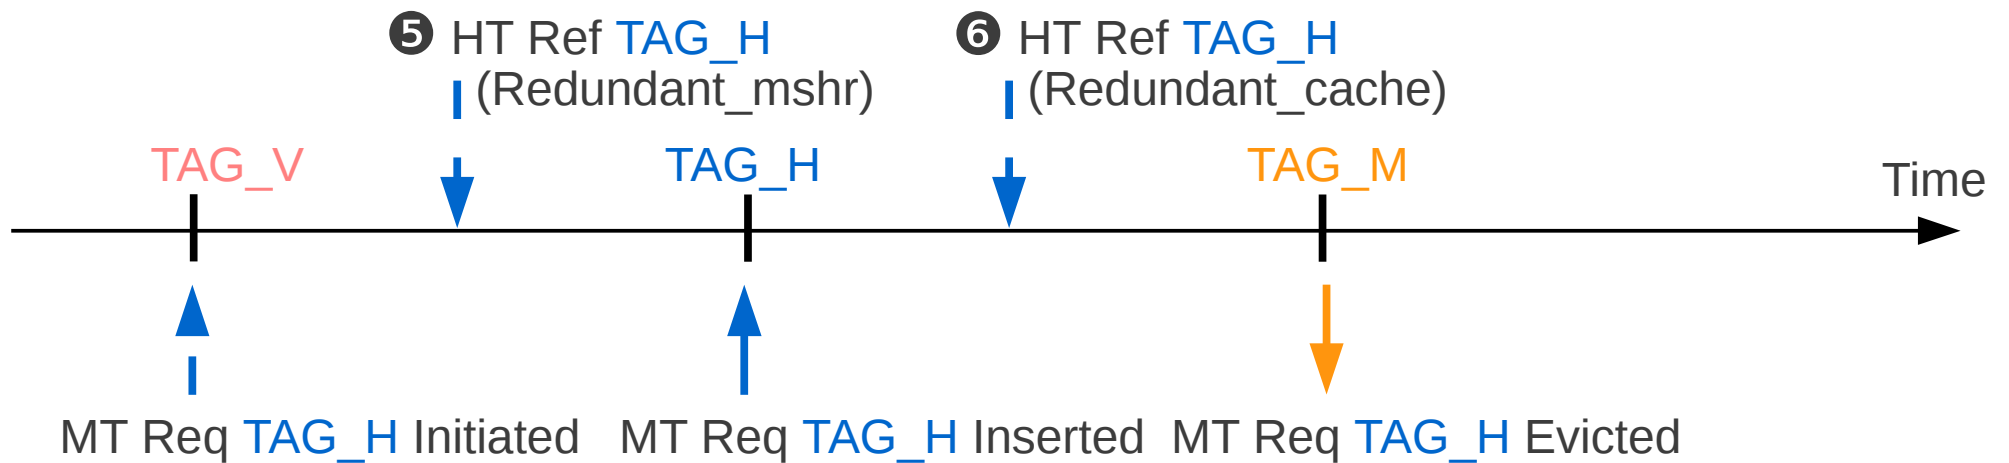 ❺ HT Ref TAG_H
(Redundant_mshr)
❻ HT Ref TAG_H
(Redundant_cache)
TAG_V
TAG_H
TAG_M
Time
MT Req TAG_H Initiated
MT Req TAG_H Inserted
MT Req TAG_H Evicted